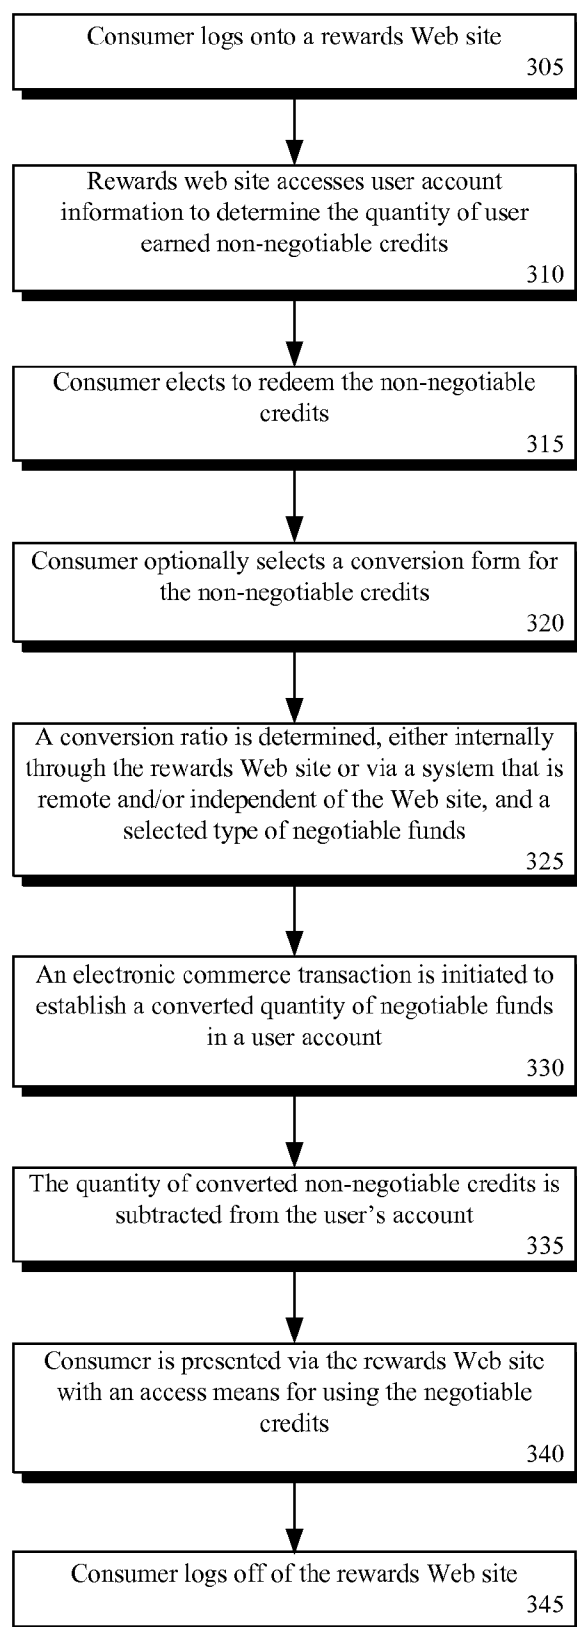 Consumer logs onto a rewards Web site
305
Rewards web site accesses user account
information to determine the quantity of user
earned non-negotiable credits
310
Consumer elects to redeem the non-negotiable
credits
315
Consumer optionally selects a conversion form for
the non-negotiable credits
320
A conversion ratio is determined, either internally
through the rewards Web site or via a system that is
remote and/or independent of the Web site, and a
selected type of negotiable funds
325
An electronic commerce transaction is initiated to
establish a converted quantity of negotiable funds
in a user account
330
The quantity of converted non-negotiable credits is
subtracted from the user's account
335
Consumer is presented via the rewards Web site
with an access means for using the negotiable
credits
340
Consumer logs off of the rewards Web site
345